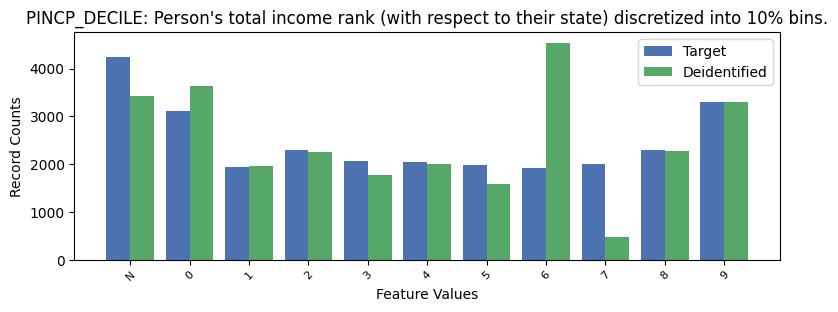 PINCP_DECILE: Person's total income rank (with respect to their state) discretized into 10% bins.
Target
Deidentified
4000
3000
2000
1000
0
Record Counts
N 0 1 2 3 4 5 6 7 8 9
Feature Values